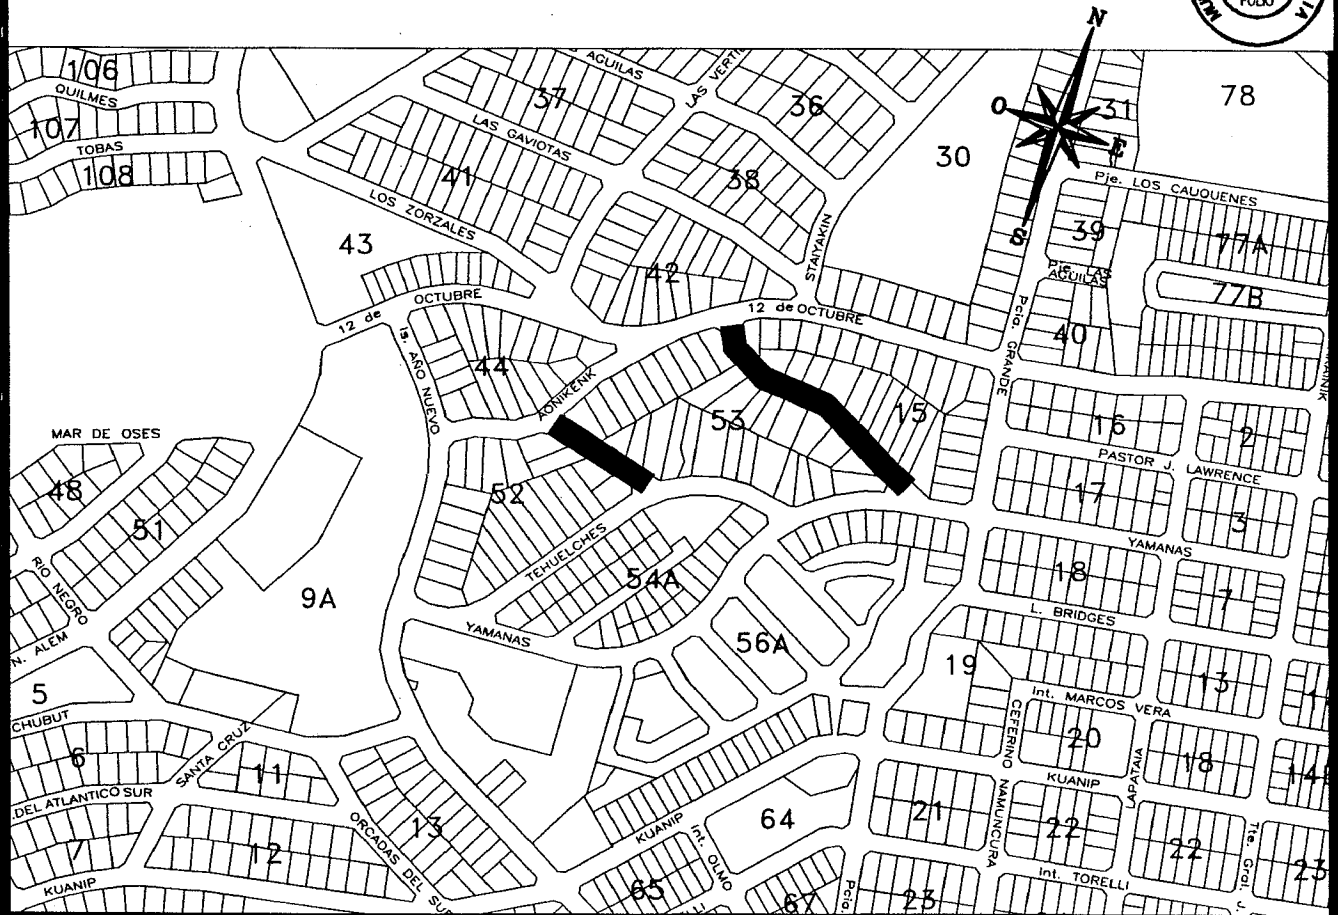 FOLIO
N
106
QUILMES
107
TOBAS
108
AGUILAS
37
LAS GAVIOTAS
41
LOS ZORZALES
43
36
38
42
STAIYAKIN
30
O
31
E
S
78
Pje. LOS CAUQUENES
39
77A
Pje. LAS
AGUILAS
77B
40
12 de OCTUBRE
12 de OCTUBRE
Pcia. GRANDE
Is. AÑO NUEVO
44
AONIKENK
53
15
16
2
PASTOR J. LAWRENCE
17
3
MAR DE OSES
48
51
52
TEHUELCHES
54A
YAMANAS
18
7
RIO NEGRO
9A
YAMANAS
L. BRIDGES
56A
19
13
N. ALEM
5
CHUBUT
6
SANTA CRUZ
11
Int. MARCOS VERA
CEFERINO NAMUNCURA
20
LAPATAIA
18
KUANIP
DEL ATLANTICO SUR
7
12
ORCADAS DEL SUR
13
KUANIP
Int. OLMO
64
21
22
22
Tte. Gral. J.
23
KUANIP
65
67
Pcia.
23
Int. TORELLI